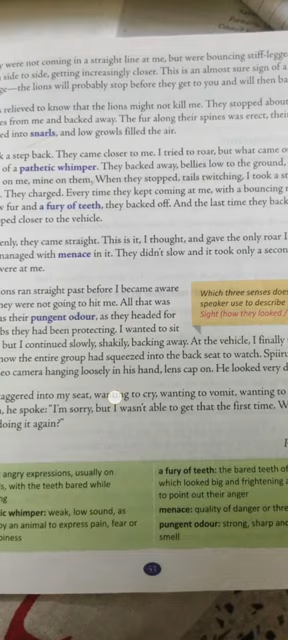 were not coming in a straight line at me, but were bouncing stiff-legge
side to side, getting increasingly closer. This is an almost sure sign of a
ge—the lions will probably stop before they get to you and will then ba
relieved to know that the lions might not kill me. They stopped about
es from me and backed away. The fur along their spines was erect, thei
ed into snarls, and low growls filled the air.
k a step back. They came closer to me. I tried to roar, but what came o
of a pathetic whimper. They backed away, bellies low to the ground,
on me, mine on them. When they stopped, tails twitching, I took a st
They charged. Every time they kept coming at me, with a bouncing r
fur and a fury of teeth, they backed off. And the last time they back
ped closer to the vehicle.
enly, they came straight. This is it, I thought, and gave the only roar I
managed with menace in it. They didn't slow and it took only a secon
were at me.
ons ran straight past before I became aware
hey were not going to hit me. All that was
s their pungent odour, as they headed for
bs they had been protecting. I wanted to sit
but I continued slowly, shakily, backing away. At the vehicle, I finally
how the entire group had squeezed into the back seat to watch.
eo camera hanging loosely in his hand, lens cap on. He looked very d
Which three senses does
speaker use to describe
Sight (how they looked /
aggered into my seat, wanting to cry, wanting to vomit, wanting to
, he spoke: "I'm sorry, but I wasn't able to get that the first time. W
doing it again?"
angry expressions, usually on
s, with the teeth bared while
ng
ic whimper: weak, low sound, as
by an animal to express pain, fear or
piness
a fury of teeth: the bared teeth of
which looked big and frightening a
to point out their anger
menace: quality of danger or thre
pungent odour: strong, sharp and
smell